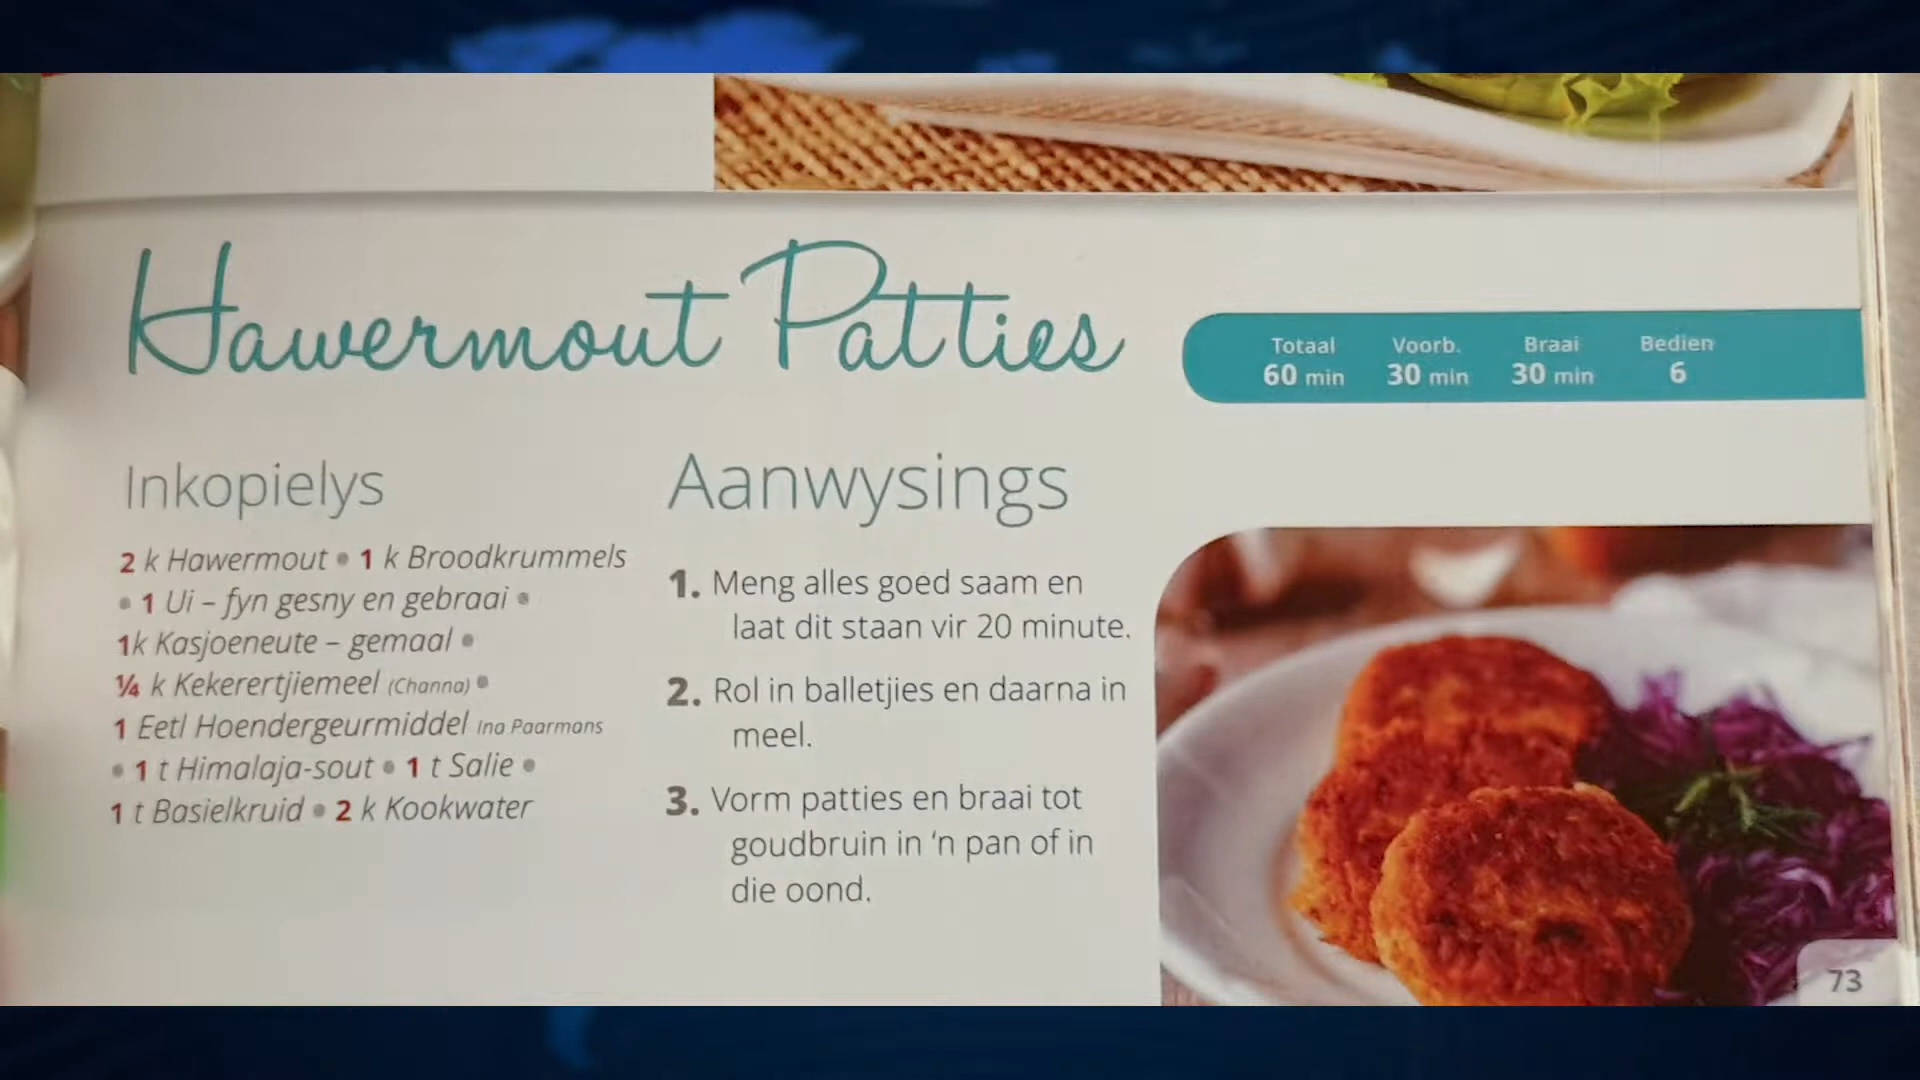 Hawermout Patties
Totaal Voorb. Braai Bedien
60 min 30 min 30 min 6
Inkopielys
2 k Hawermout • 1 k Broodkrummels
• 1 Ui – fyn gesny en gebraai •
1k Kasjoeneute – gemaal •
¼ k Kekerertjiemeel (Channa) •
1 Eetl Hoendergeurmiddel Ina Paarmans
• 1 t Himalaja-sout • 1 t Salie •
1 t Basielkruid • 2 k Kookwater
Aanwysings
1. Meng alles goed saam en
laat dit staan vir 20 minute.
2. Rol in balletjies en daarna in
meel.
3. Vorm patties en braai tot
goudbruin in ‘n pan of in
die oond.
73